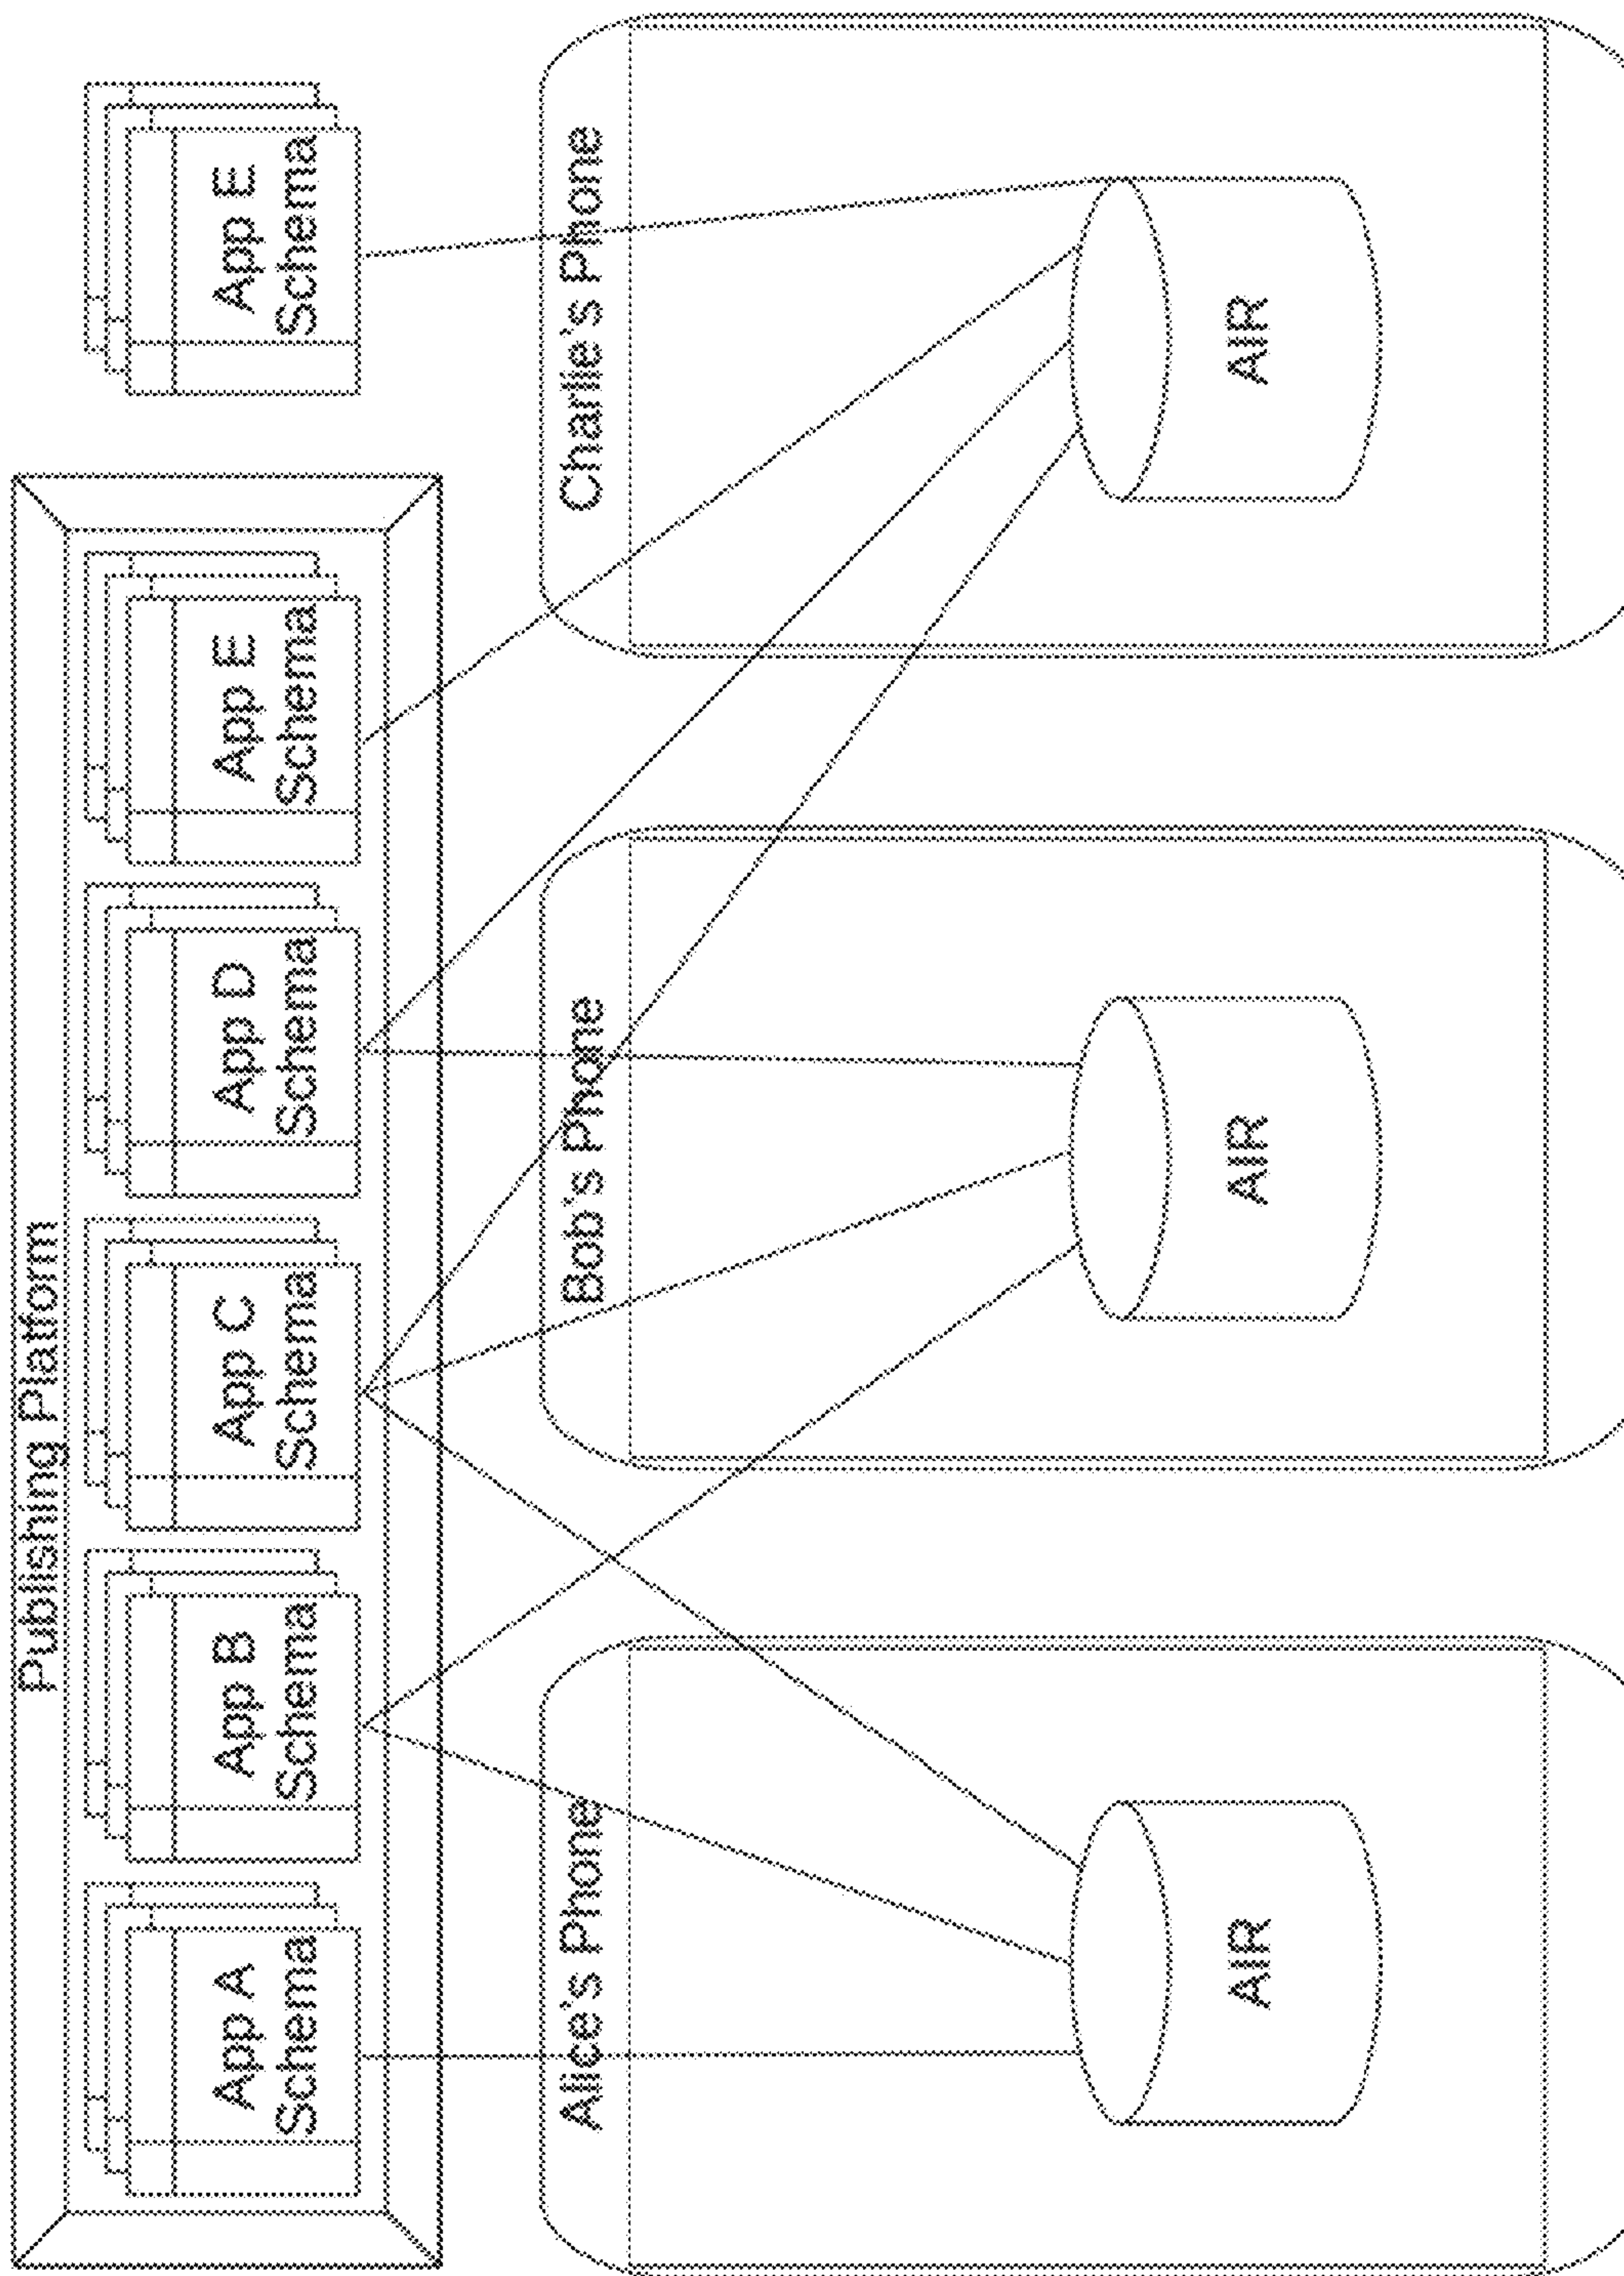 Publishing Platform
App A
Schema
App B
Schema
App C
Schema
App D
Schema
App E
Schema
App E
Schema
Alice's Phone
Bob's Phone
Charlie's Phone
AIR
AIR
AIR